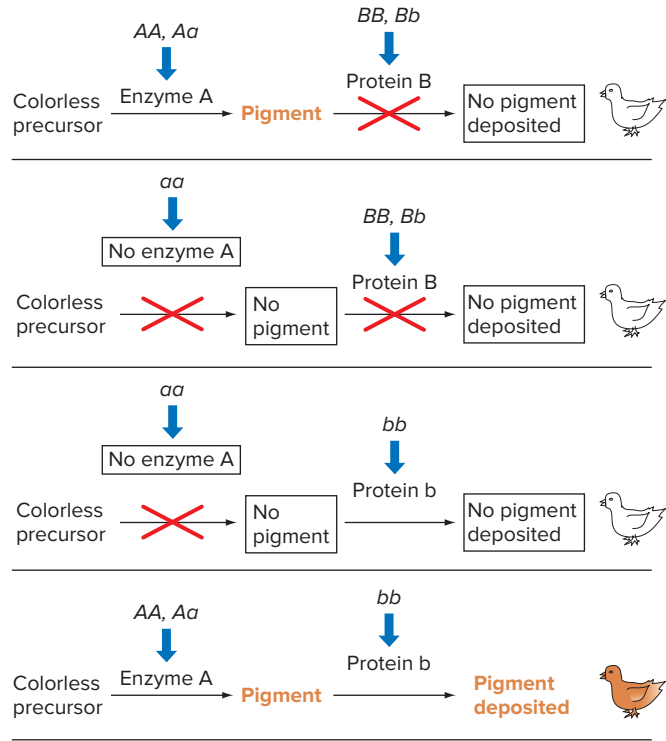 AA, Aa
BB, Bb
Enzyme A
Protein B
Colorless
precursor
Pigment
No pigment
deposited
aa
BB, Bb
No enzyme A
Protein B
Colorless
precursor
No
pigment
No pigment
deposited
aa
bb
No enzyme A
Protein b
Colorless
precursor
No
pigment
No pigment
deposited
AA, Aa
bb
Enzyme A
Protein b
Colorless
precursor
Pigment
Pigment
deposited